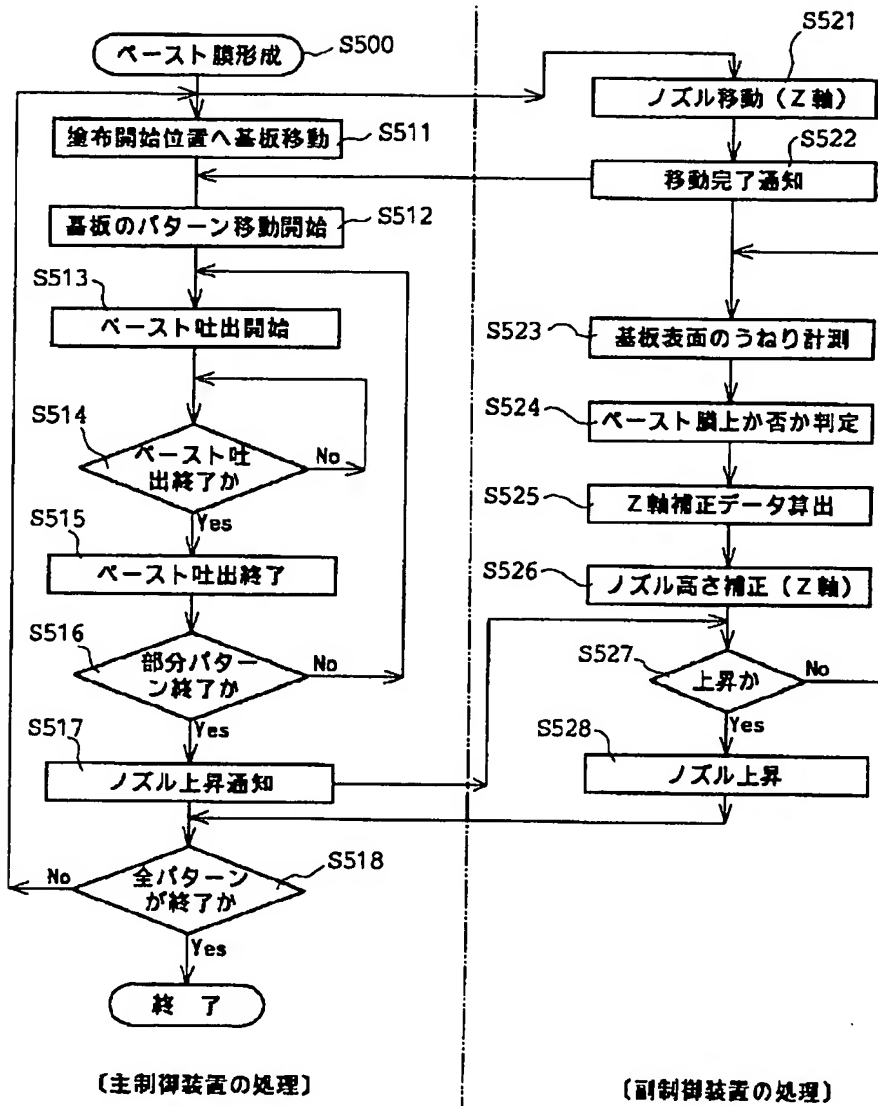 ペースト膜形成
S500
塗布開始位置へ基板移動
S511
基板のパターン移動開始
S512
S513
ペースト吐出開始
S514
ペースト吐
出終了か
No
Yes
S515
ペースト吐出終了
S516
部分パター
ン終了か
No
Yes
S517
ノズル上昇通知
S518
全パターン
が終了か
No
Yes
終 了
〔主制御装置の処理〕
S521
ノズル移動（Z軸）
S522
移動完了通知
S523
基板表面のうねり計測
S524
ペースト膜上か否か判定
S525
Z軸補正データ算出
S526
ノズル高さ補正（Z軸）
S527
上昇か
No
Yes
S528
ノズル上昇
〔副制御装置の処理〕